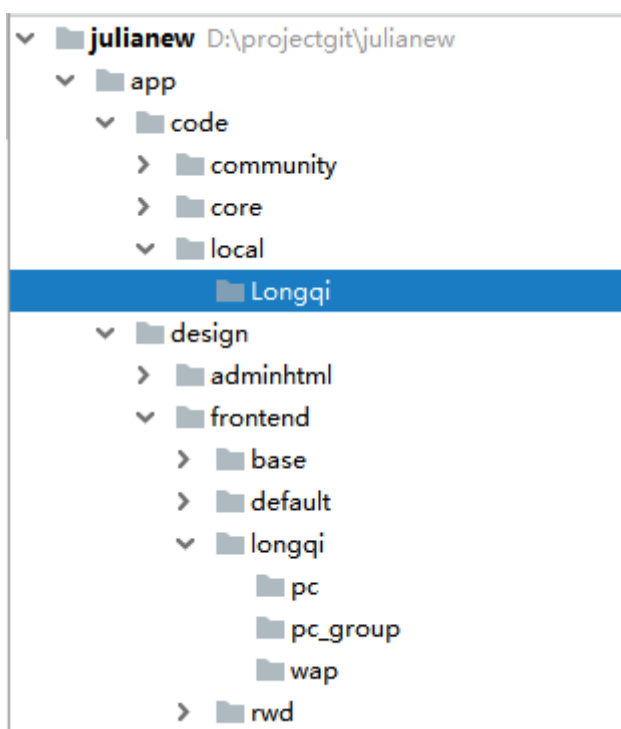 julianew D:\projectgit\julianew
app
code
community
core
local
Longqi
design
adminhtml
frontend
base
default
longqi
pc
pc_group
wap
rwd